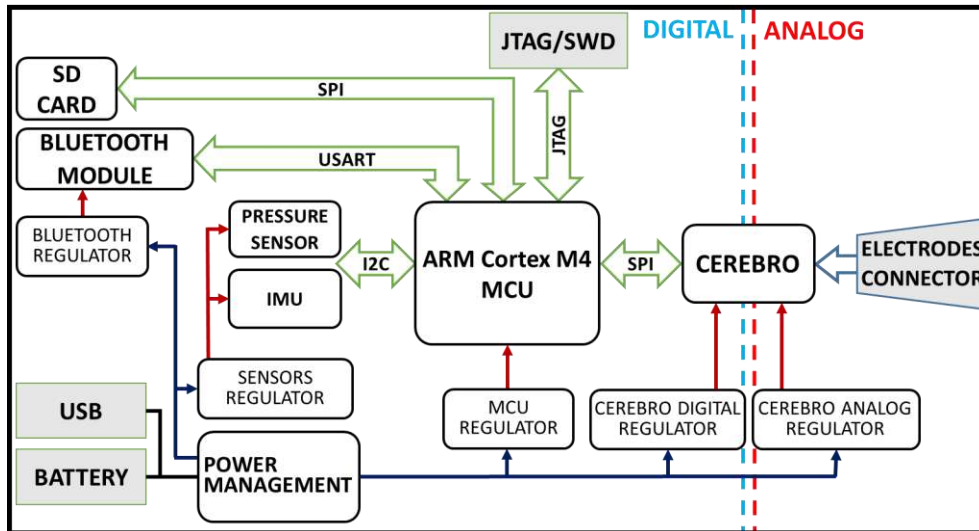 DIGITAL
ANALOG
JTAG/SWD
SD
CARD
SPI
JTAG
BLUETOOTH
MODULE
USART
PRESSURE
SENSOR
BLUETOOTH
REGULATOR
I2C
ARM Cortex M4
MCU
SPI
CEREBRO
ELECTRODES
CONNECTOR
IMU
SENSORS
REGULATOR
USB
MCU
REGULATOR
CEREBRO DIGITAL
REGULATOR
CEREBRO ANALOG
REGULATOR
BATTERY
POWER
MANAGEMENT